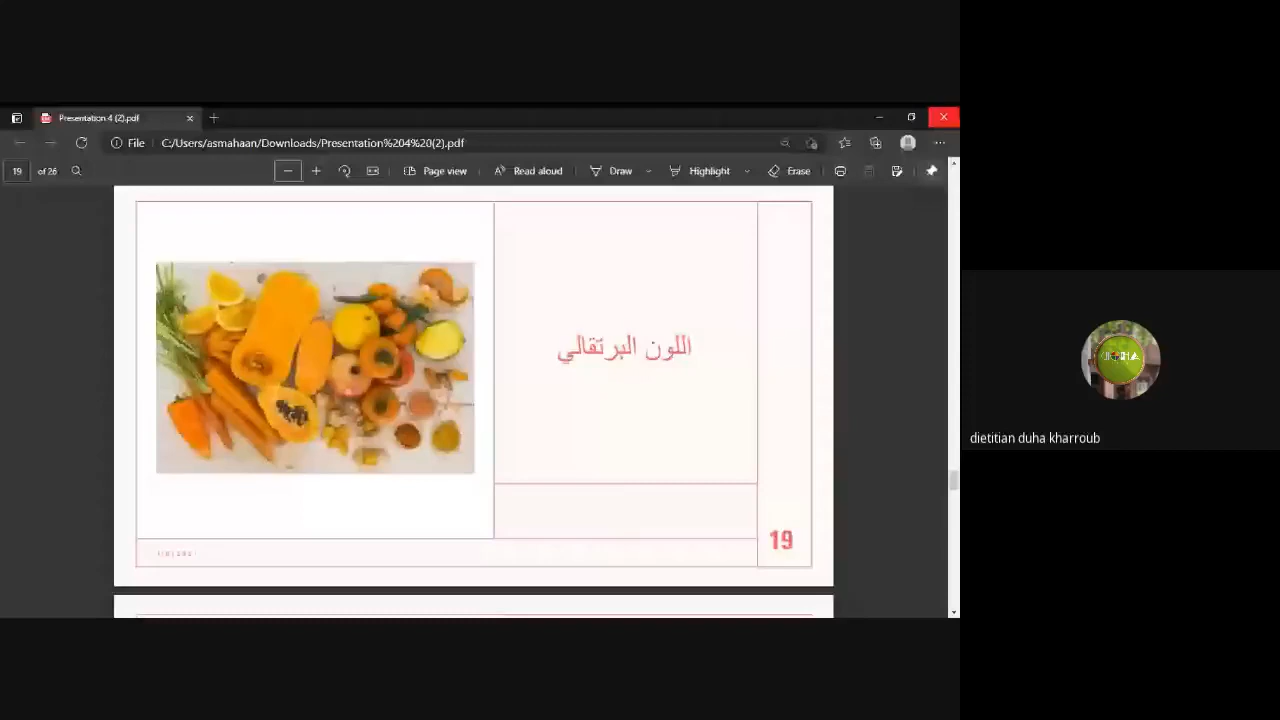 Presentation 4 (2).pdf
File
C:/Users/asmahaan/Downloads/Presentation%204%20(2).pdf
19 of 26
Page view
Read aloud
Draw
Highlight
Erase
اللون البرتقالي
19
dietitian duha kharroub